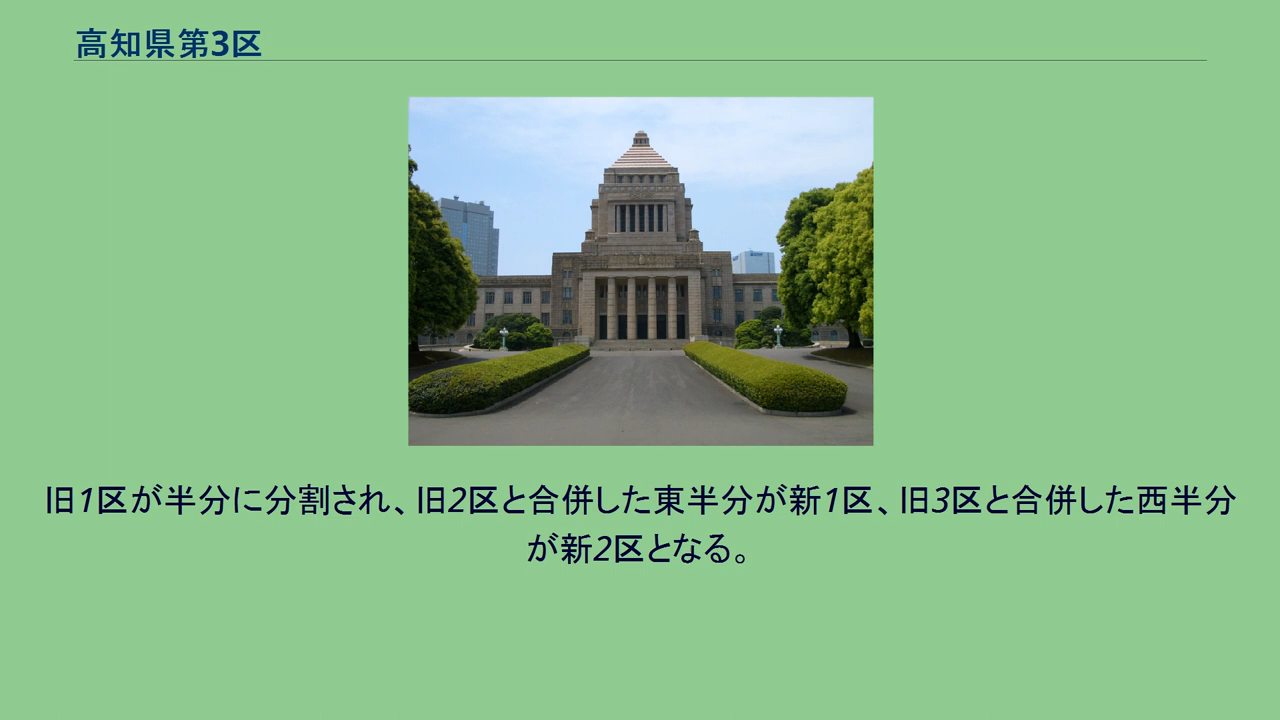 高知県第3区
旧1区が半分に分割され、旧2区と合併した東半分が新1区、旧3区と合併した西半分
が新2区となる。